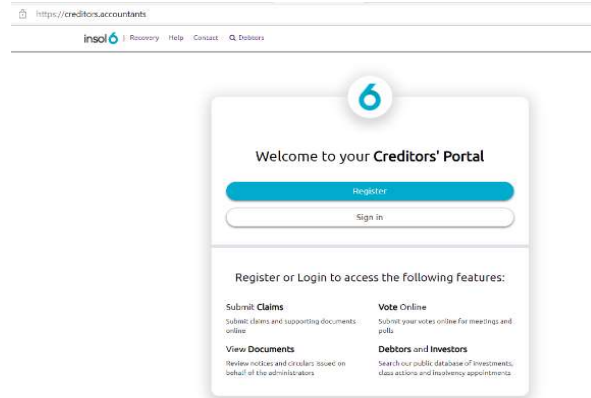 https://creditors.accountants
insol6 | Recovery Help Contact Debtors
6
Welcome to your Creditors' Portal
Register
Sign in
Register or Login to access the following features:
Submit Claims
Submit claims and supporting documents
online
Vote Online
Submit your votes online for meetings and
polls
View Documents
Review notices and circulars issued on
behalf of the administrators
Debtors and Investors
Search our public database of investments,
class actions and insolvency appointments